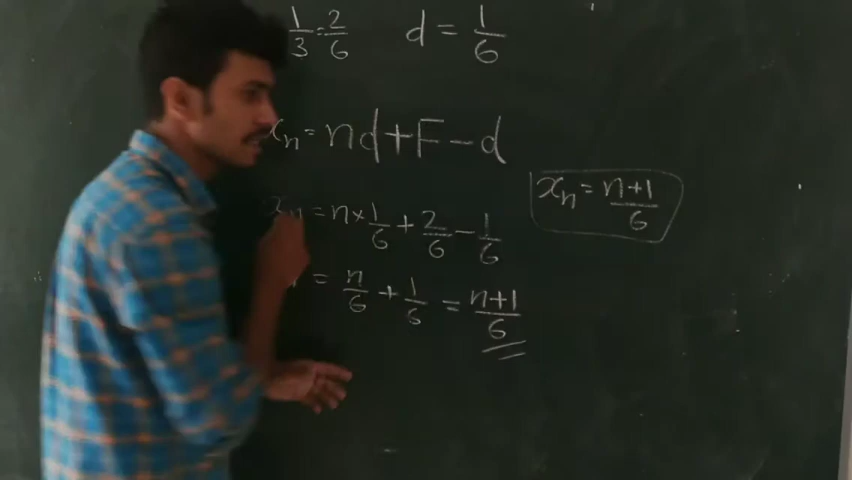 1/3 = 2/6 d = 1/6
xₙ = nd + F - d
xₙ = n × 1/6 + 2/6 - 1/6
= n/6 + 1/6 = n+1/6
xₙ = n+1/6